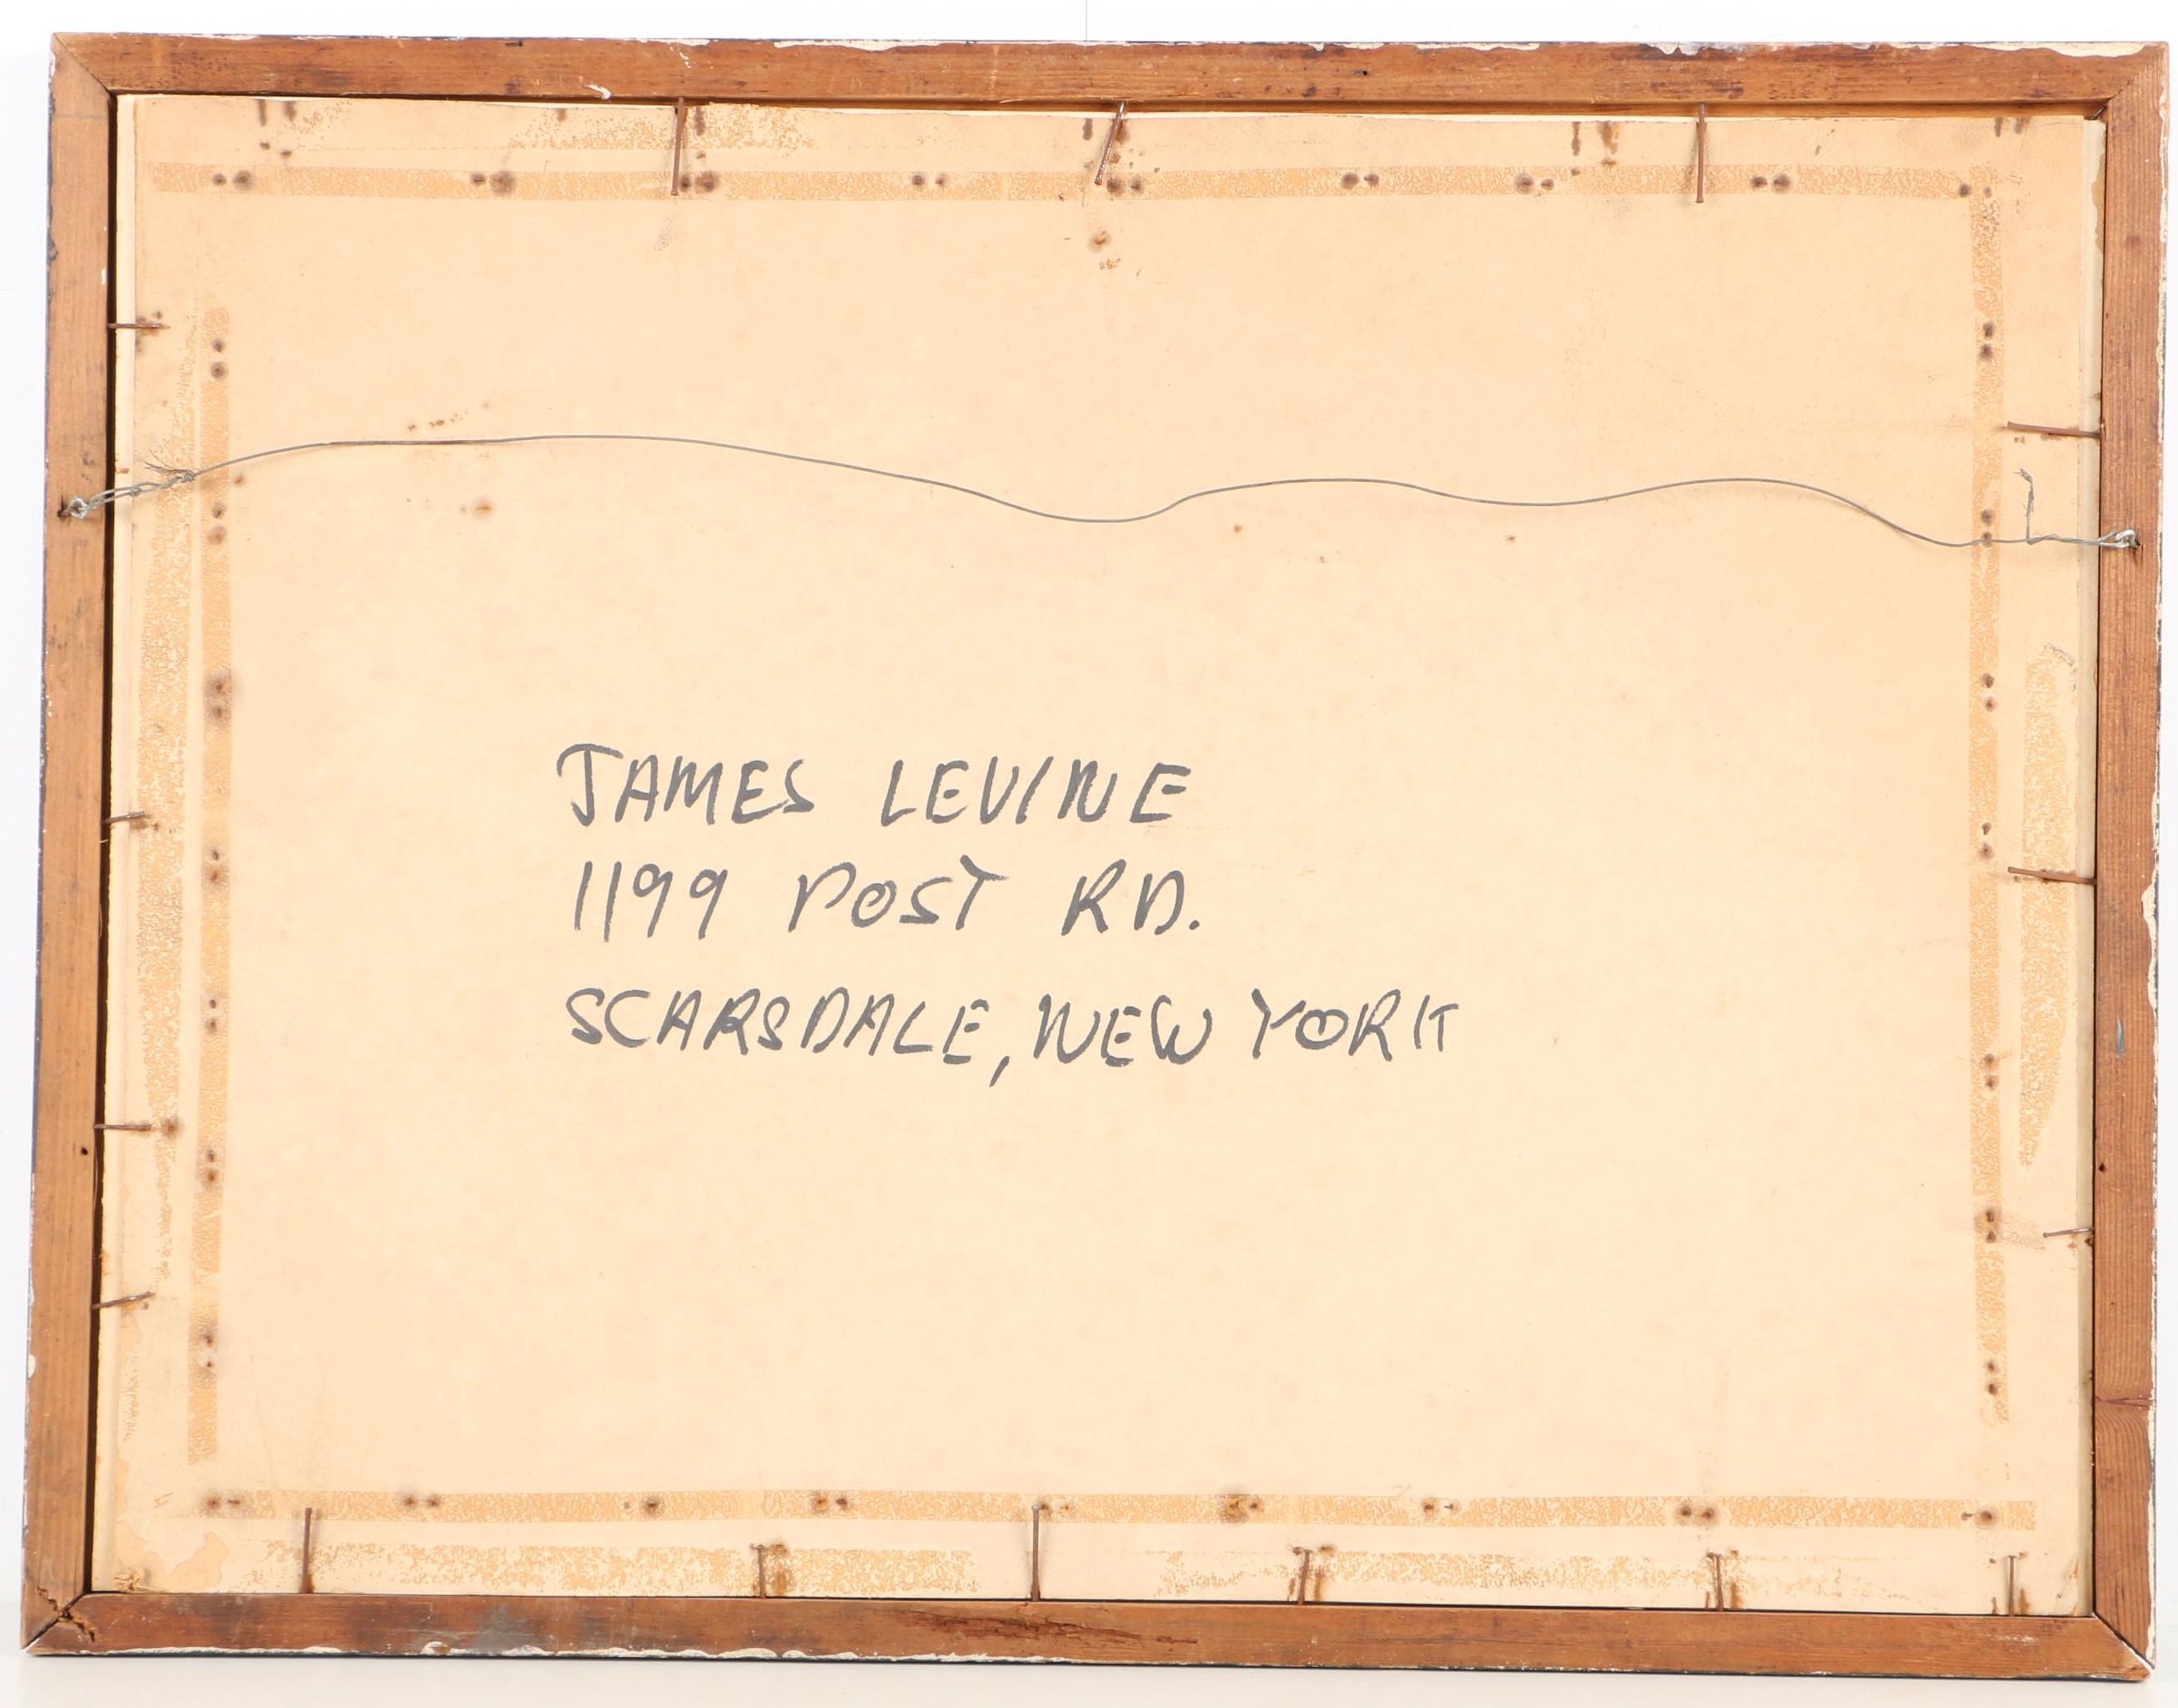 JAMES LEVINE
1199 POST RD.
SCARSDALE, NEW YORK